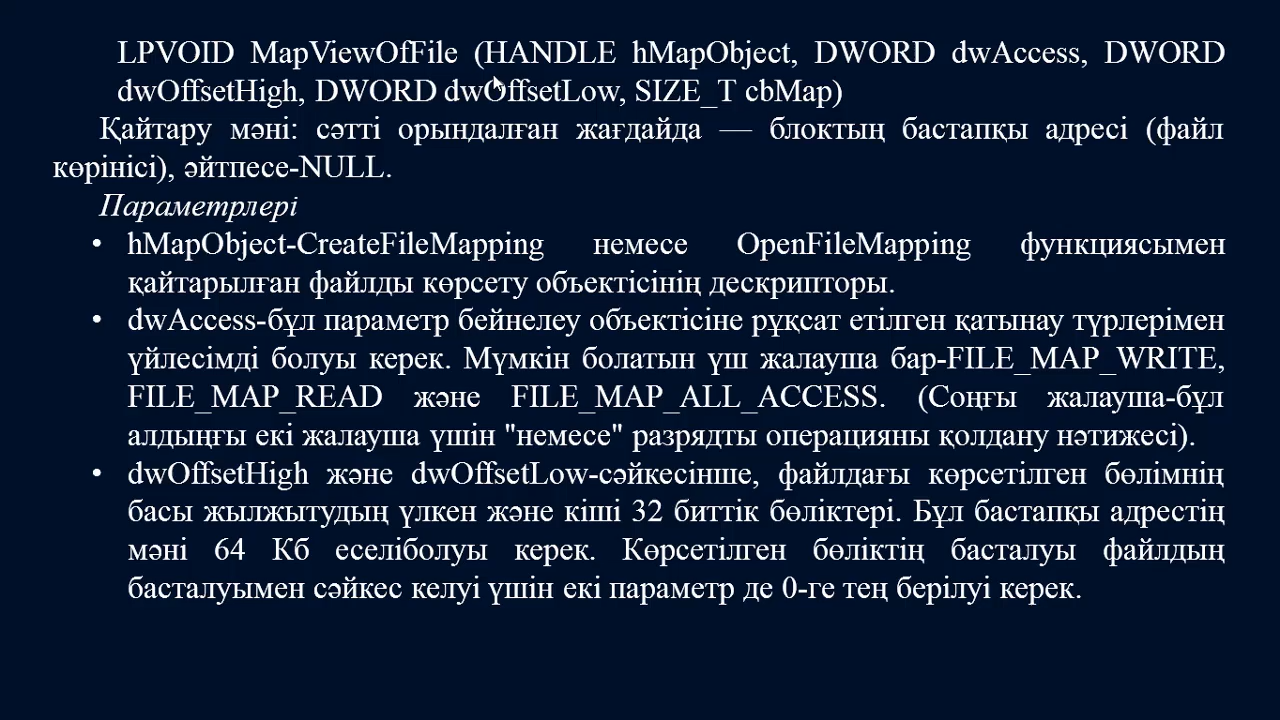 LPVOID MapViewOfFile (HANDLE hMapObject, DWORD dwAccess, DWORD
dwOffsetHigh, DWORD dwOffsetLow, SIZE_T cbMap)
Қайтару мәні: сәтті орындалған жағдайда — блоктың бастапқы адресі (файл
көрінісі), әйтпесе-NULL.
Параметрлері
• hMapObject-CreateFileMapping немесе OpenFileMapping функциясымен
қайтарылған файлды көрсету объектісінің дескрипторы.
• dwAccess-бұл параметр бейнелеу объектісіне рұқсат етілген қатынау түрлерімен
үйлесімді болуы керек. Мүмкін болатын үш жалауша бар-FILE_MAP_WRITE,
FILE_MAP_READ және FILE_MAP_ALL_ACCESS. (Соңғы жалауша-бұл
алдыңғы екі жалауша үшін "немесе" разрядты операцияны қолдану нәтижесі).
• dwOffsetHigh және dwOffsetLow-сәйкесінше, файлдағы көрсетілген бөлімнің
басы жылжытудың үлкен және кіші 32 биттік бөліктері. Бұл бастапқы адрестің
мәні 64 Кб еселіболуы керек. Көрсетілген бөліктің басталуы файлдың
басталуымен сәйкес келуі үшін екі параметр де 0-ге тең берілуі керек.